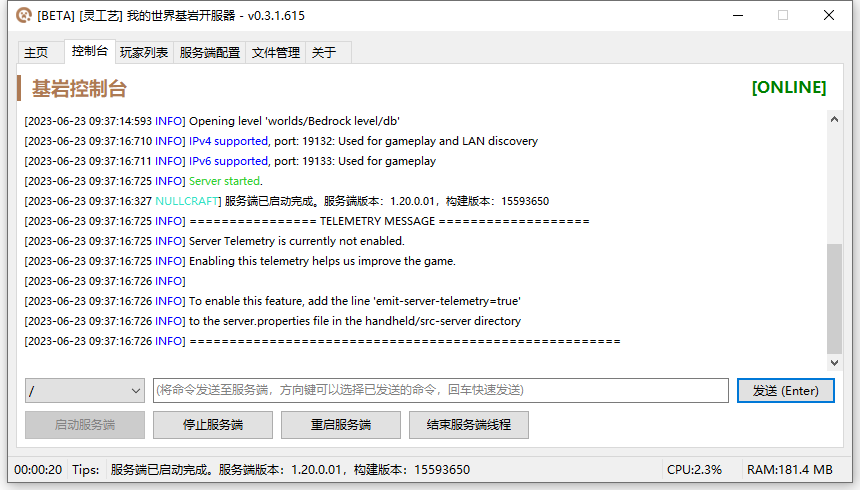 [BETA] [灵工艺] 我的世界基岩开服器 - v0.3.1.615
主页 控制台 玩家列表 服务端配置 文件管理 关于
基岩控制台 [ONLINE]
[2023-06-23 09:37:14:593 INFO] Opening level 'worlds/Bedrock level/db'
[2023-06-23 09:37:16:710 INFO] IPv4 supported, port: 19132: Used for gameplay and LAN discovery
[2023-06-23 09:37:16:711 INFO] IPv6 supported, port: 19133: Used for gameplay
[2023-06-23 09:37:16:725 INFO] Server started.
[2023-06-23 09:37:16:327 NULLCRAFT] 服务端已启动完成。服务端版本：1.20.0.01，构建版本：15593650
[2023-06-23 09:37:16:725 INFO] ================ TELEMETRY MESSAGE ===================
[2023-06-23 09:37:16:725 INFO] Server Telemetry is currently not enabled.
[2023-06-23 09:37:16:725 INFO] Enabling this telemetry helps us improve the game.
[2023-06-23 09:37:16:726 INFO]
[2023-06-23 09:37:16:726 INFO] To enable this feature, add the line 'emit-server-telemetry=true'
[2023-06-23 09:37:16:726 INFO] to the server.properties file in the handheld/src-server directory
[2023-06-23 09:37:16:726 INFO] ======================================================
/ (将命令发送至服务端，方向键可以选择已发送的命令，回车快速发送) 发送 (Enter)
启动服务端 停止服务端 重启服务端 结束服务端线程
00:00:20 Tips: 服务端已启动完成。服务端版本：1.20.0.01，构建版本：15593650 CPU:2.3% RAM:181.4 MB